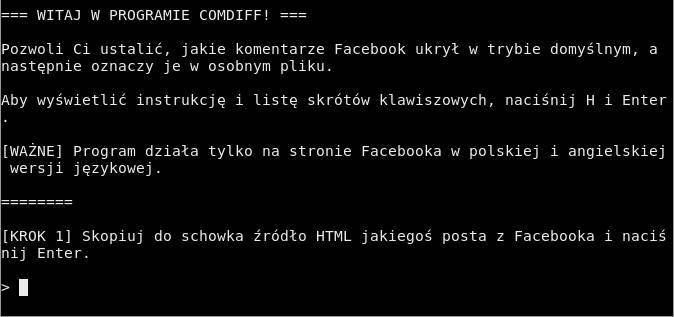 === WITAJ W PROGRAMIE COMDIFF! ===
Pozwoli Ci ustalić, jakie komentarze Facebook ukrył w trybie domyślnym, a
następnie oznaczy je w osobnym pliku.
Aby wyświetlić instrukcję i listę skrótów klawiszowych, naciśnij H i Enter
.
[WAŻNE] Program działa tylko na stronie Facebooka w polskiej i angielskiej
 wersji językowej.
========
[KROK 1] Skopiuj do schowka źródło HTML jakiegoś posta z Facebooka i naciś
nij Enter.
>